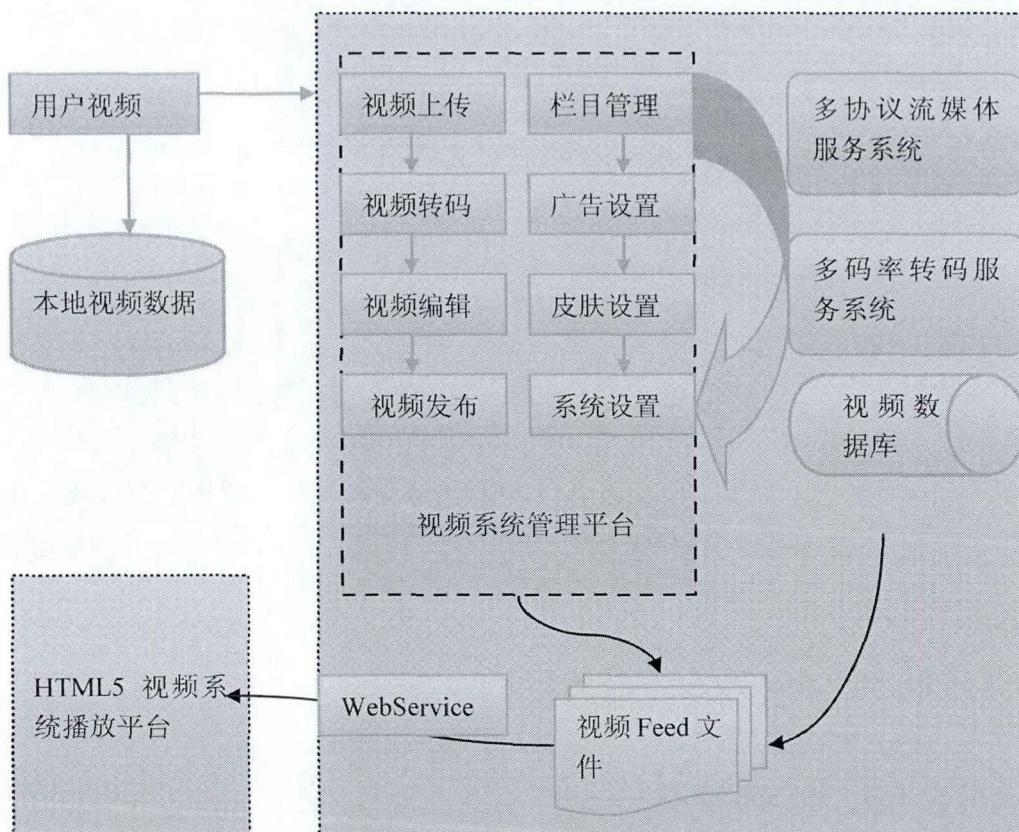 用户视频
本地视频数据
视频上传
视频转码
视频编辑
视频发布
栏目管理
广告设置
皮肤设置
系统设置
视频系统管理平台
多协议流媒体
服务系统
多码率转码服
务系统
视频数
据库
HTML5 视频系
统播放平台
WebService
视频 Feed 文
件